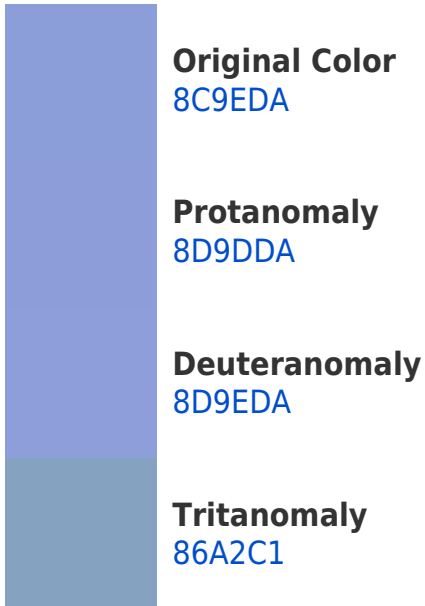 Original Color
8C9EDA
Protanomaly
8D9DDA
Deuteranomaly
8D9EDA
Tritanomaly
86A2C1